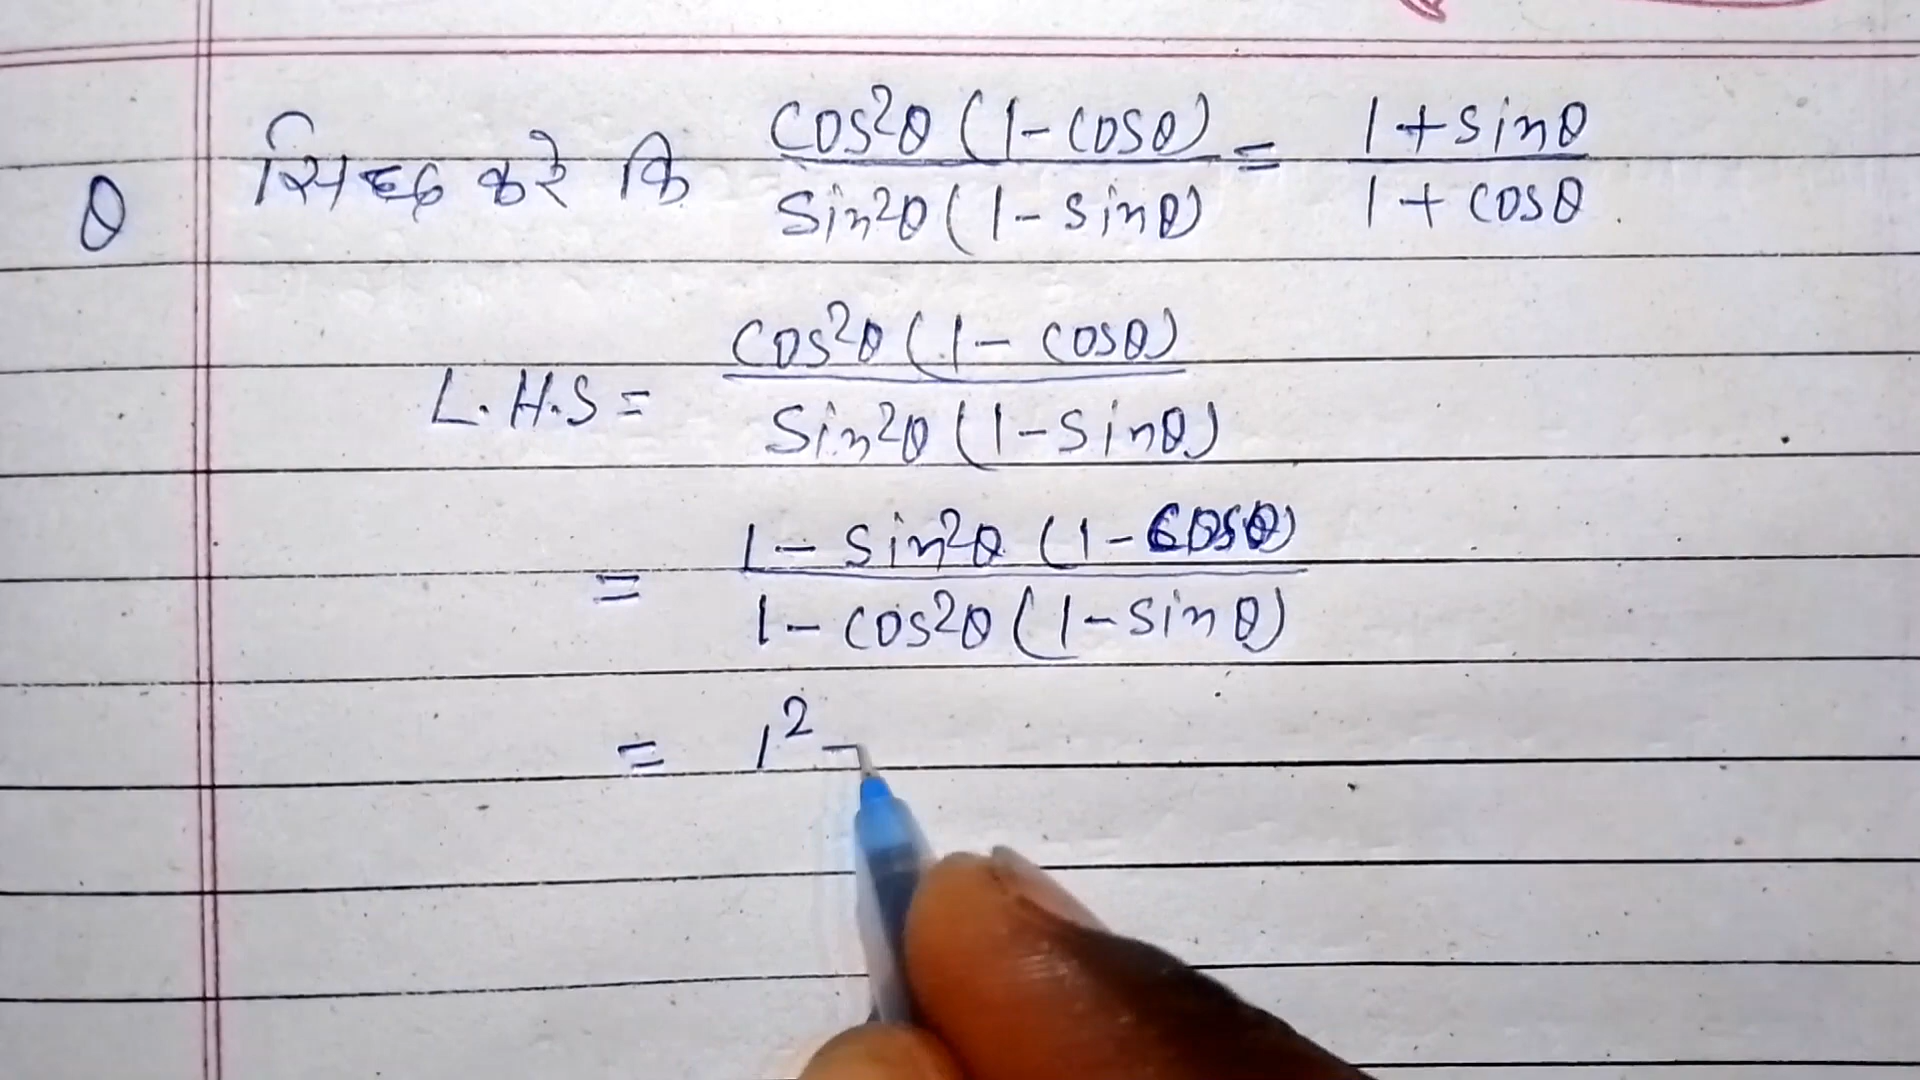 θ सिद्ध करे कि cos²θ (1-cosθ) / sin²θ (1-sinθ) = 1+sinθ / 1+cosθ
L.H.S = cos²θ (1-cosθ) / sin²θ (1-sinθ)
= 1-sin²θ (1-cosθ) / 1-cos²θ (1-sinθ)
= 1² -